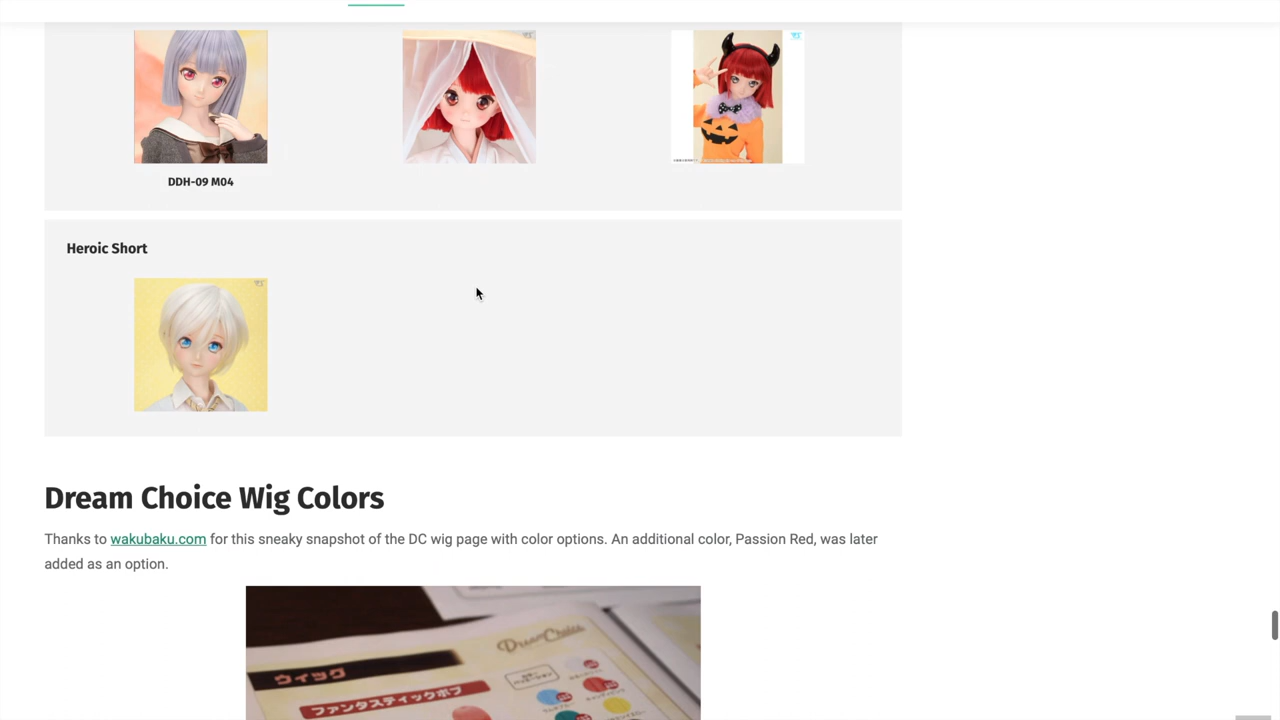 DDH-09 M04
Heroic Short
Dream Choice Wig Colors
Thanks to wakubaku.com for this sneaky snapshot of the DC wig page with color options. An additional color, Passion Red, was later
added as an option.
DreamChoice
ウィッグ
ファンタスティックボブ